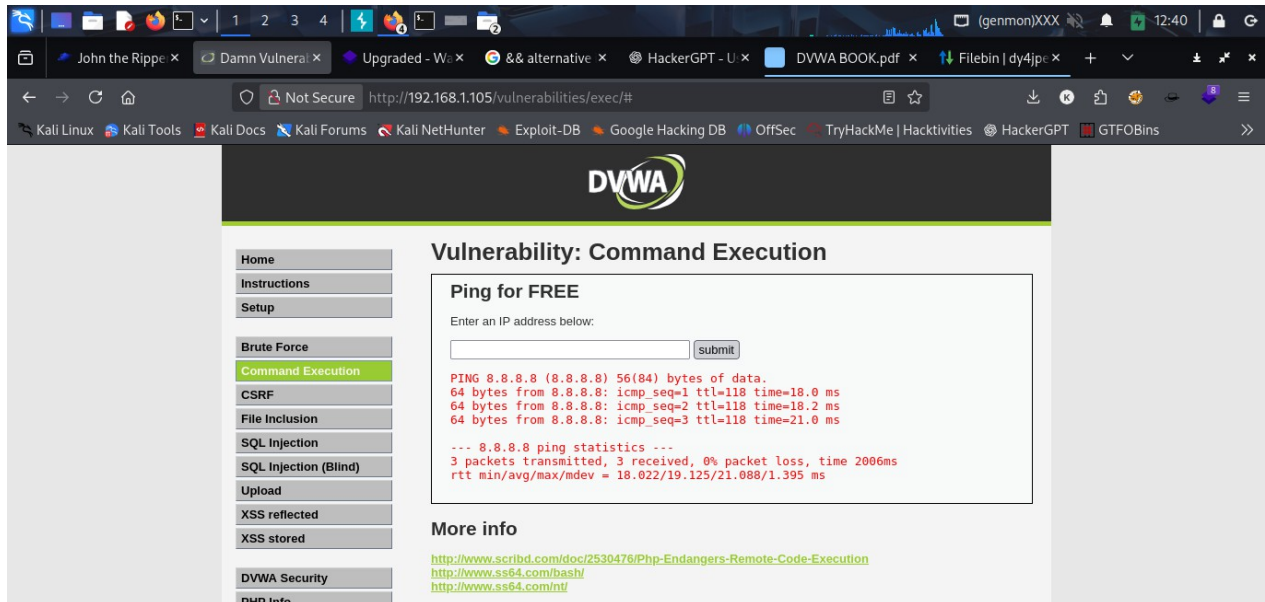 1 2 3 4 4 2 (genmon)XXX 12:40
John the Rippe Damn Vulnera Upgraded - Wa && alternative HackerGPT - U DVWA BOOK.pdf Filebin | dy4jpe
Not Secure http://192.168.1.105/vulnerabilities/exec/# K 8
Kali Linux Kali Tools Kali Docs Kali Forums Kali NetHunter Exploit-DB Google Hacking DB OffSec TryHackMe | Hacktivities HackerGPT GTFOBins
DVWA
Home
Instructions
Setup
Brute Force
Command Execution
CSRF
File Inclusion
SQL Injection
SQL Injection (Blind)
Upload
XSS reflected
XSS stored
DVWA Security
PHP Info
Vulnerability: Command Execution
Ping for FREE
Enter an IP address below:
submit
PING 8.8.8.8 (8.8.8.8) 56(84) bytes of data.
64 bytes from 8.8.8.8: icmp_seq=1 ttl=118 time=18.0 ms
64 bytes from 8.8.8.8: icmp_seq=2 ttl=118 time=18.2 ms
64 bytes from 8.8.8.8: icmp_seq=3 ttl=118 time=21.0 ms
--- 8.8.8.8 ping statistics ---
3 packets transmitted, 3 received, 0% packet loss, time 2006ms
rtt min/avg/max/mdev = 18.022/19.125/21.088/1.395 ms
More info
http://www.scribd.com/doc/2530476/Php-Endangers-Remote-Code-Execution
http://www.ss64.com/bash/
http://www.ss64.com/nt/